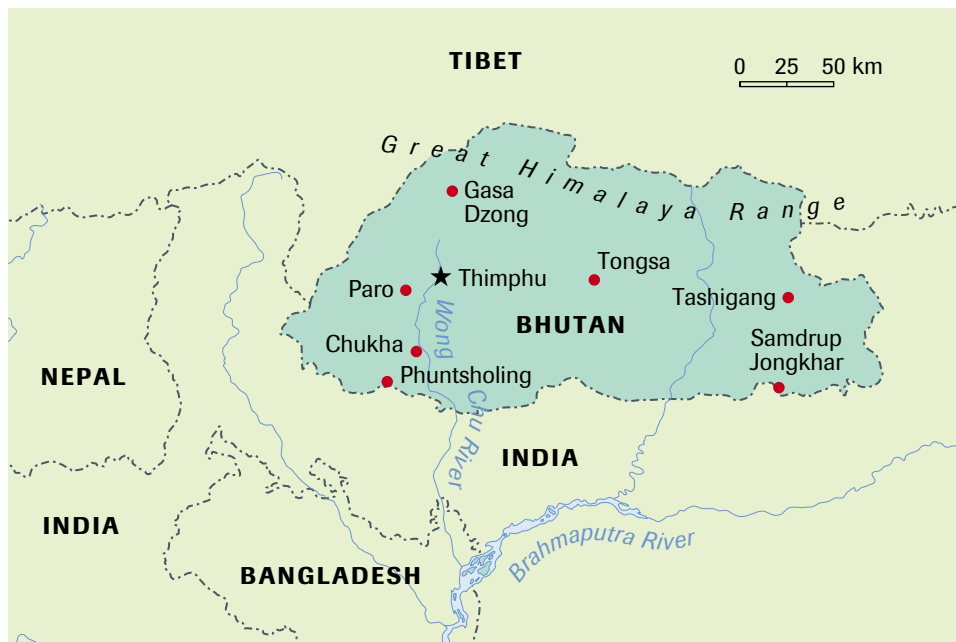 TIBET
0 25 50 km
Great Himalaya Range
Gasa
Dzong
Thimphu
Tongsa
Paro
Tashigang
BHUTAN
Samdrup
Jongkhar
Chukha
Phuntsholing
Wong Chu River
NEPAL
INDIA
INDIA
Brahmaputra River
BANGLADESH